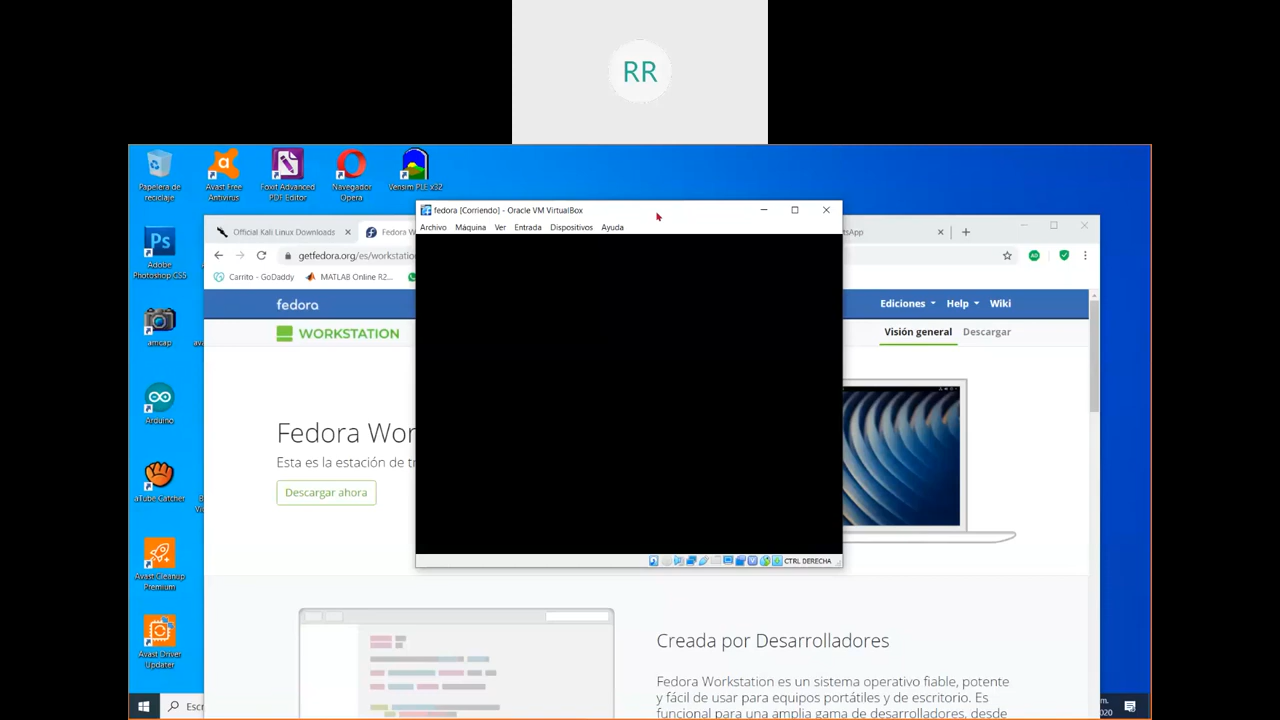 RR
Papelera de
reciclaje
Avast Free
Antivirus
Foxit Advanced
PDF Editor
Navegador
Opera
Vensim PLE x32
Ps
Adobe
Photoshop CS5
amcap
Arduino
aTube Catcher
Avast Cleanup
Premium
Avast Driver
Updater
fedora [Corriendo] - Oracle VM VirtualBox
Archivo Máquina Ver Entrada Dispositivos Ayuda
CTRL DERECHA
Official Kali Linux Downloads
Fedora W
getfedora.org/es/workstatio
Carrito - GoDaddy
MATLAB Online R2...
fedora
Ediciones Help Wiki
WORKSTATION
Visión general Descargar
Fedora Wor
Esta es la estación de tr
Descargar ahora
Creada por Desarrolladores
Fedora Workstation es un sistema operativo fiable, potente
y fácil de usar para equipos portátiles y de escritorio. Es
funcional para una amplia gama de desarrolladores, desde